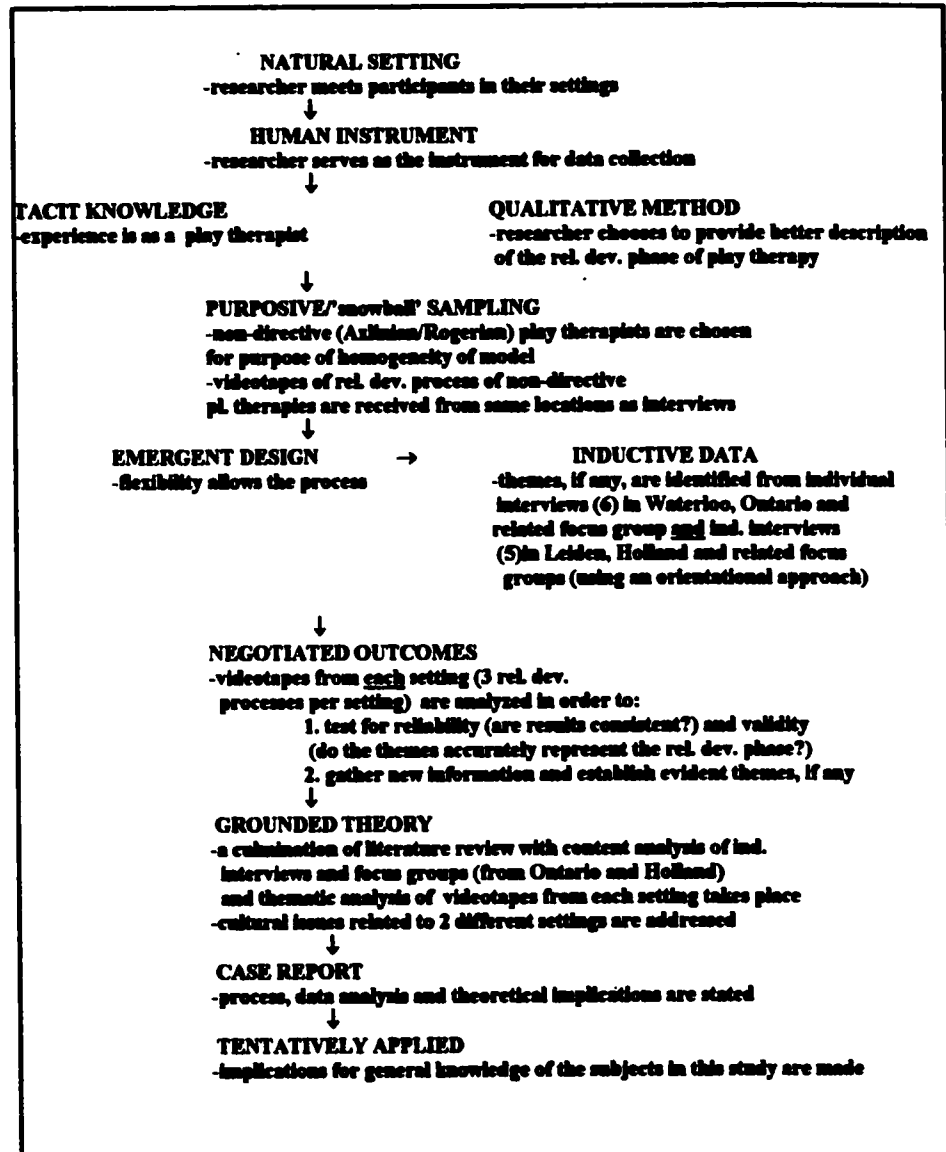 NATURAL SETTING
-researcher meets participants in their settings
↓
HUMAN INSTRUMENT
-researcher serves as the instrument for data collection
↓
TACIT KNOWLEDGE
-experience is as a play therapist
QUALITATIVE METHOD
-researcher chooses to provide better description
of the rel. dev. phase of play therapy
↓
PURPOSIVE/'snowball' SAMPLING
-non-directive (Axlinian/Rogerian) play therapists are chosen
for purpose of homogeneity of model
-videotapes of rel. dev. process of non-directive
pl. therapies are received from same locations as interviews
↓
EMERGENT DESIGN →
-flexibility allows the process
INDUCTIVE DATA
-themes, if any, are identified from individual
interviews (6) in Waterloo, Ontario and
related focus group and ind. interviews
(5)in Leiden, Holland and related focus
groups (using an orientational approach)
↓
NEGOTIATED OUTCOMES
-videotapes from each setting (3 rel. dev.
processes per setting) are analyzed in order to:
1. test for reliability (are results consistent?) and validity
(do the themes accurately represent the rel. dev. phase?)
2. gather new information and establish evident themes, if any
↓
GROUNDED THEORY
-a culmination of literature review with content analysis of ind.
interviews and focus groups (from Ontario and Holland)
and thematic analysis of videotapes from each setting takes place
-cultural issues related to 2 different settings are addressed
↓
CASE REPORT
-process, data analysis and theoretical implications are stated
↓
TENTATIVELY APPLIED
-implications for general knowledge of the subjects in this study are made